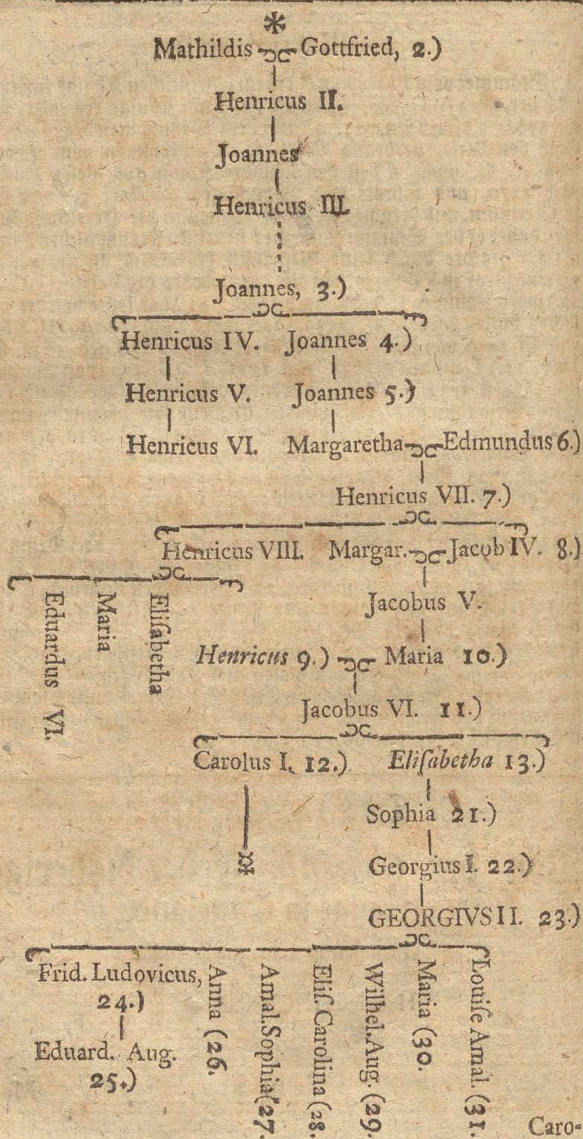 *
Mathildis Gottfried, 2.)
Henricus II.
Joannes
Henricus III.
Joannes, 3.)
Henricus IV. Joannes 4.)
Henricus V. Joannes 5.)
Henricus VI. Margaretha Edmundus 6.)
Henricus VII. 7.)
Henricus VIII. Margar. Jacob IV. 8.)
Eduardus VI.
Maria
Eliſabetha
Jacobus V.
Henricus 9.) Maria 10.)
Jacobus VI. 11.)
Carolus I. 12.) Eliſabetha 13.)
Sophia 21.)
Georgius I. 22.)
GEORGIVS II. 23.)
Frid. Ludovicus,
24.)
Eduard. Aug.
25.)
Anna (26.
Amal. Sophia (27.
Eliſ. Carolina (28.
Wilhel. Aug. (29.
Maria (30.
Louiſe Amal. (31.
Caro-